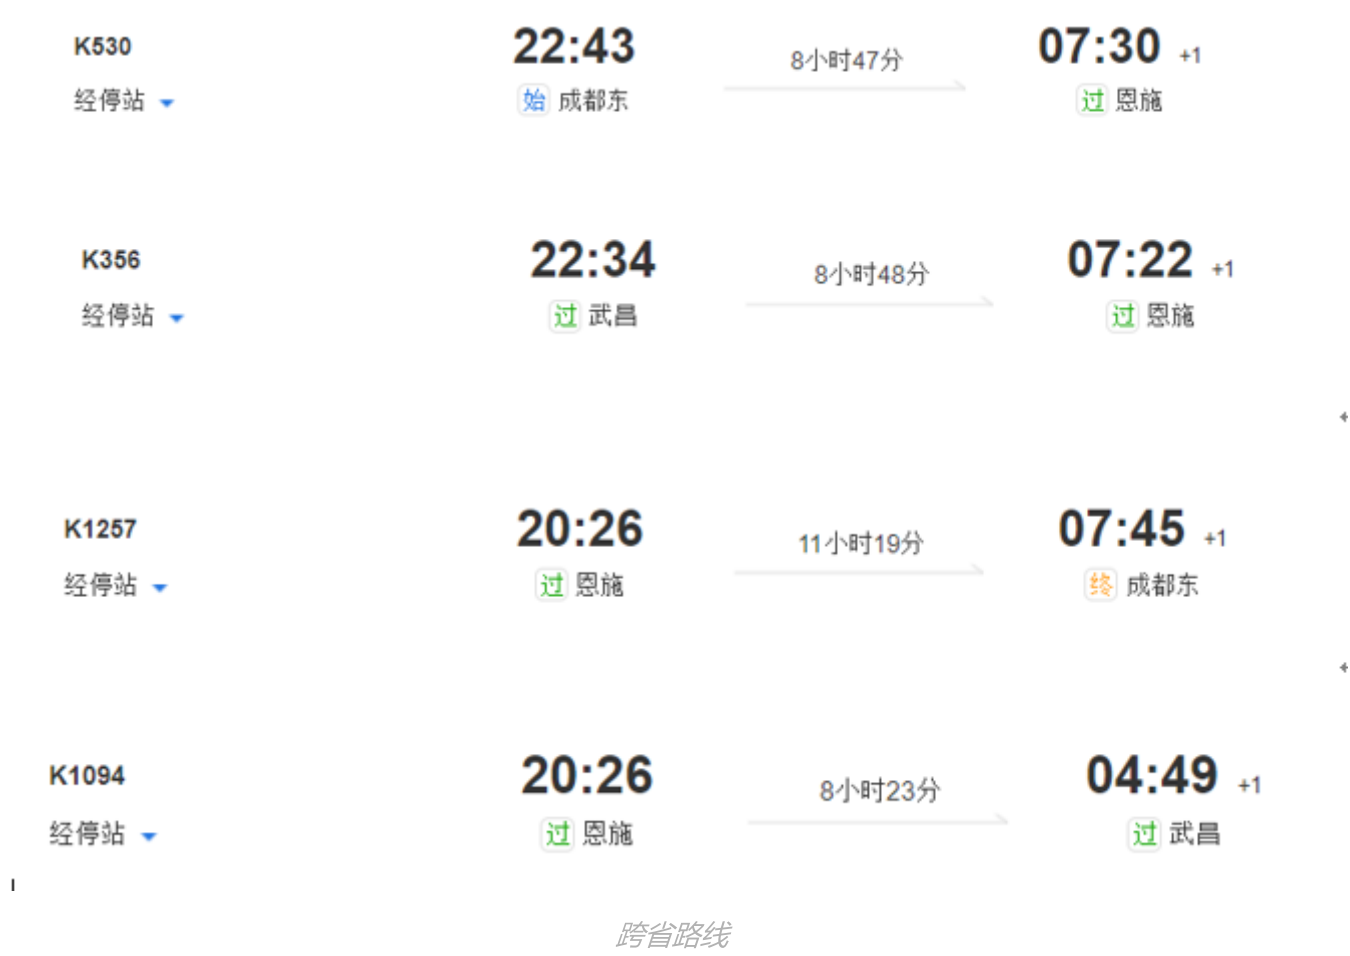 K530
22:43
8小时47分
07:30 +1
经停站
始 成都东
过 恩施
K356
22:34
8小时48分
07:22 +1
经停站
过 武昌
过 恩施
K1257
20:26
11小时19分
07:45 +1
经停站
过 恩施
终 成都东
K1094
20:26
8小时23分
04:49 +1
经停站
过 恩施
过 武昌
跨省路线